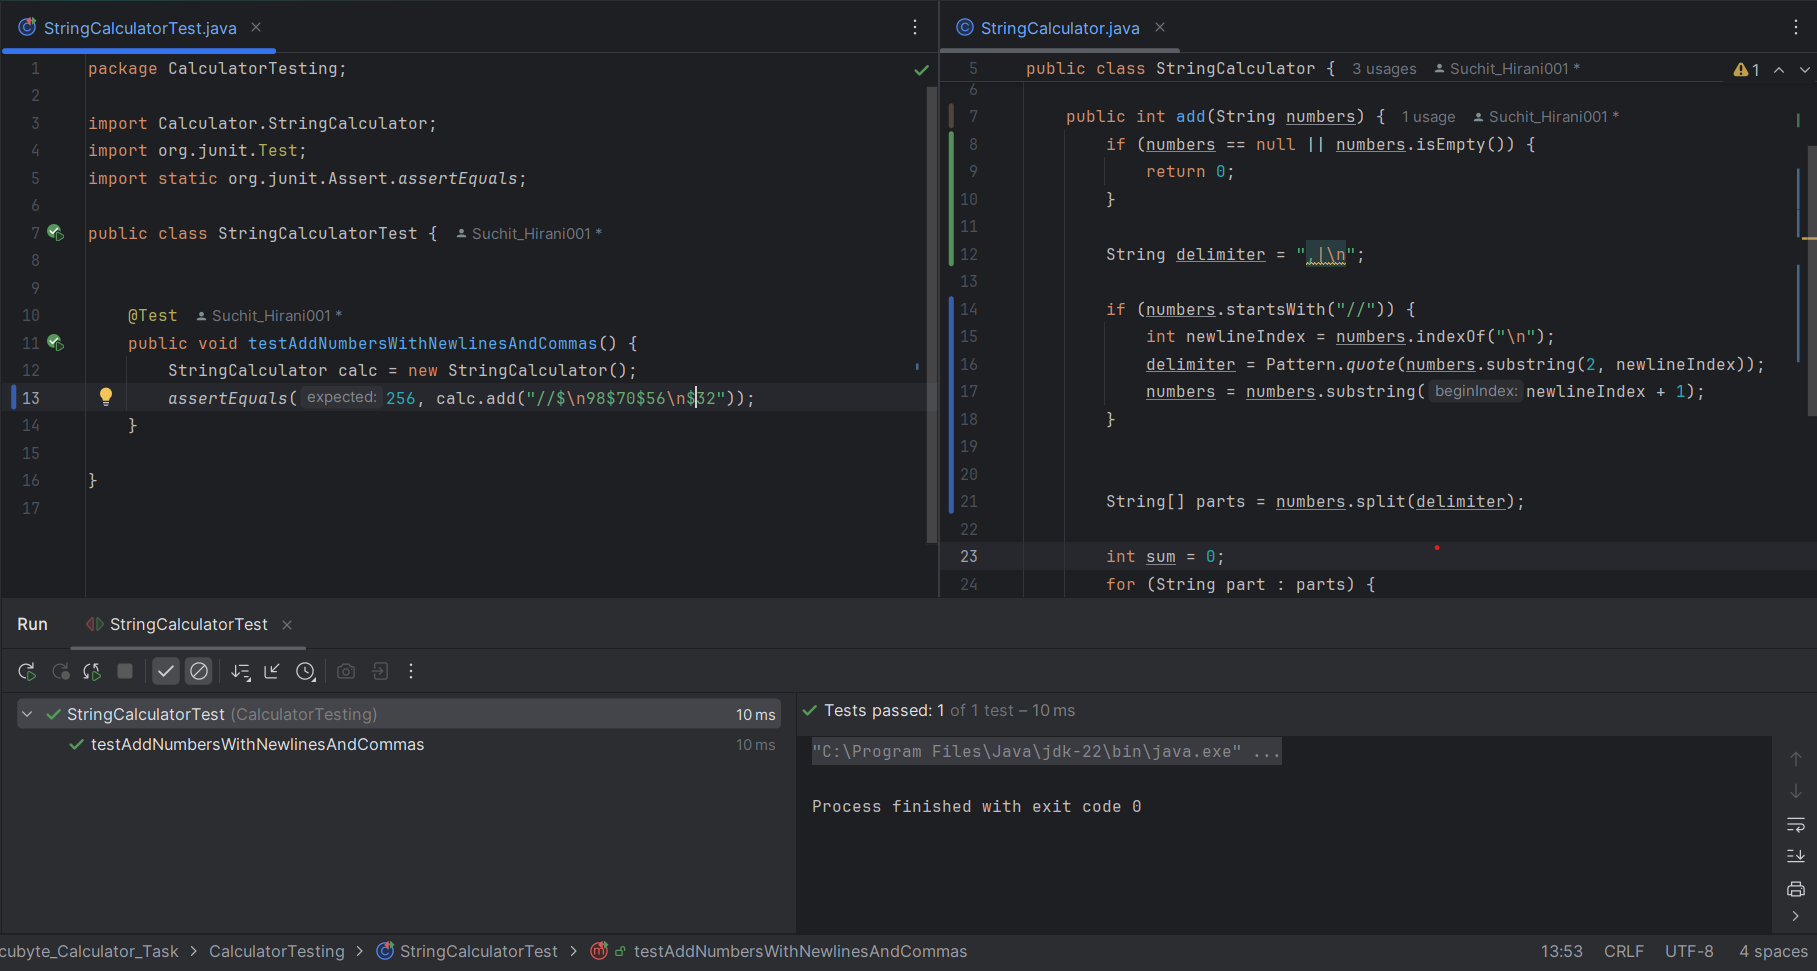 StringCalculatorTest.java
1 package CalculatorTesting;
2
3 import Calculator.StringCalculator;
4 import org.junit.Test;
5 import static org.junit.Assert.assertEquals;
6
7 public class StringCalculatorTest { Suchit_Hirani001 *
8
9
10 @Test Suchit_Hirani001 *
11 public void testAddNumbersWithNewlinesAndCommas() {
12 StringCalculator calc = new StringCalculator();
13 assertEquals( expected: 256, calc.add("//$\n98$70$56\n$32"));
14 }
15
16 }
17
StringCalculator.java
5 public class StringCalculator { 3 usages Suchit_Hirani001 *
1
6
7 public int add(String numbers) { 1 usage Suchit_Hirani001 *
8 if (numbers == null || numbers.isEmpty()) {
9 return 0;
10 }
11
12 String delimiter = ",|\n";
13
14 if (numbers.startsWith("//")) {
15 int newlineIndex = numbers.indexOf("\n");
16 delimiter = Pattern.quote(numbers.substring(2, newlineIndex));
17 numbers = numbers.substring( beginIndex: newlineIndex + 1);
18 }
19
20
21 String[] parts = numbers.split(delimiter);
22
23 int sum = 0;
24 for (String part : parts) {
Run StringCalculatorTest
StringCalculatorTest (CalculatorTesting) 10 ms
testAddNumbersWithNewlinesAndCommas 10 ms
Tests passed: 1 of 1 test – 10 ms
"C:\Program Files\Java\jdk-22\bin\java.exe" ...
Process finished with exit code 0
cubyte_Calculator_Task > CalculatorTesting > StringCalculatorTest > testAddNumbersWithNewlinesAndCommas 13:53 CRLF UTF-8 4 spaces